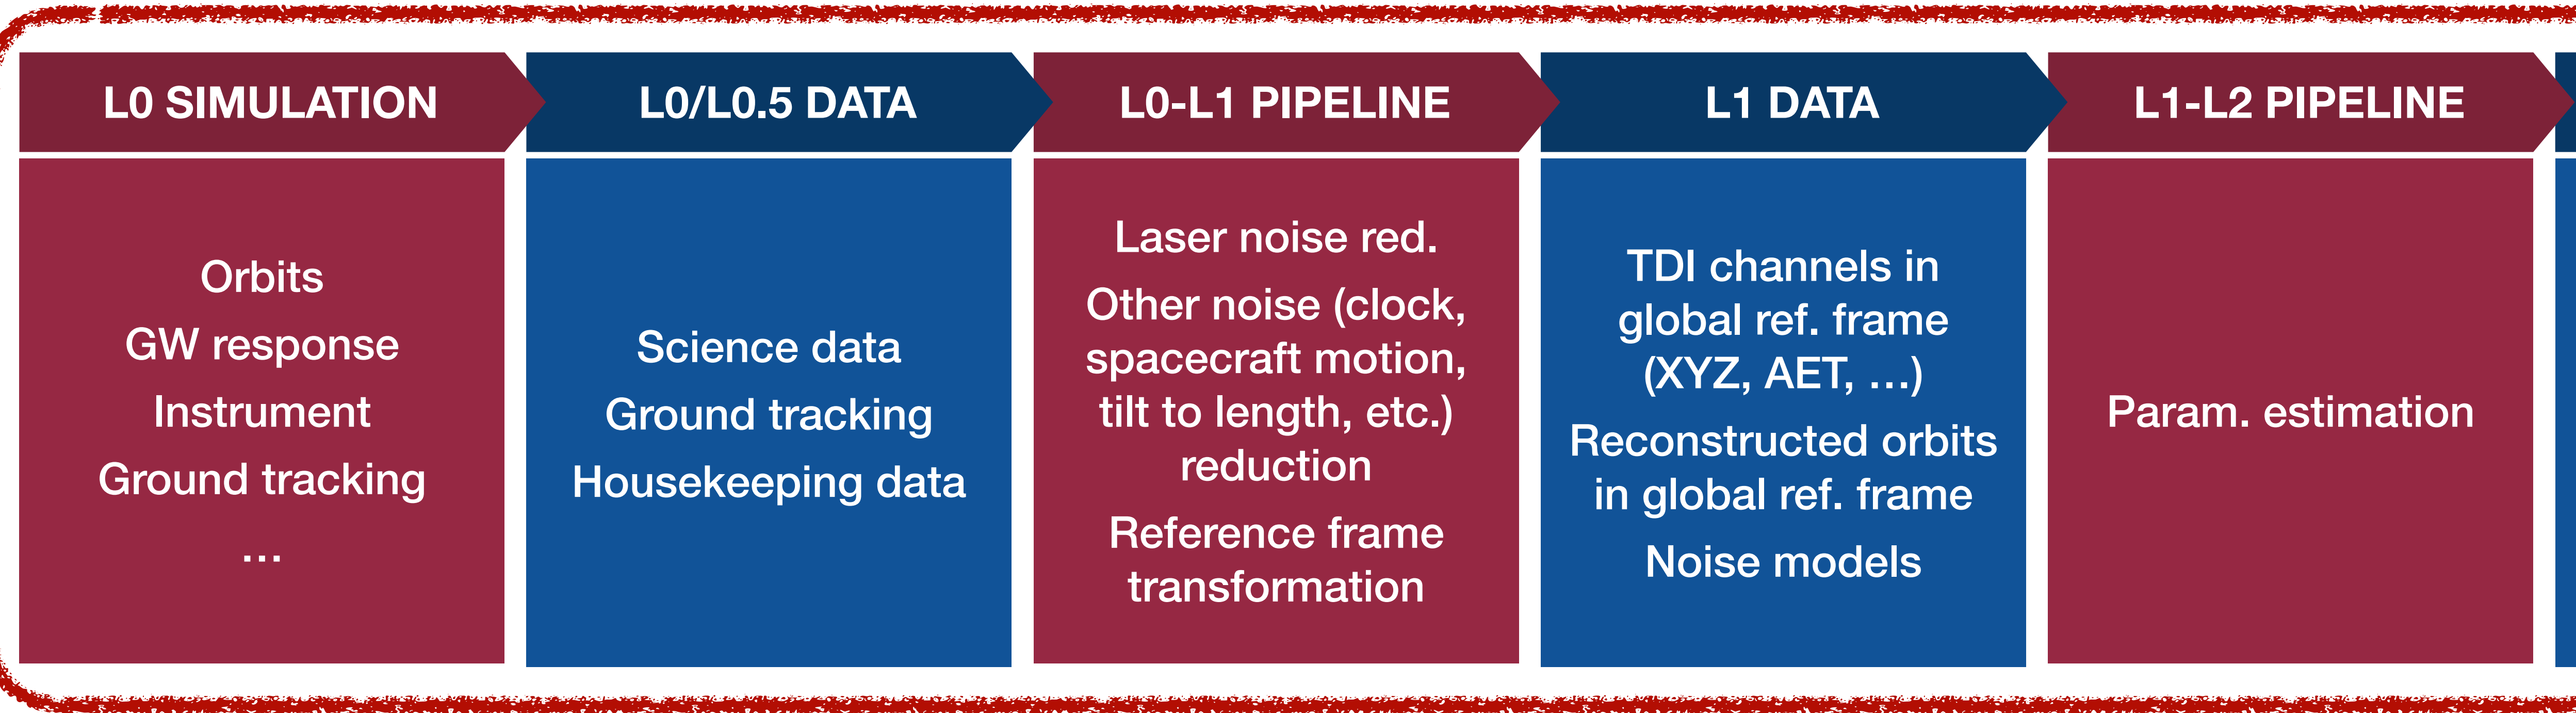 L0 SIMULATION
Orbits
GW response
Instrument
Ground tracking
…
L0/L0.5 DATA
Science data
Ground tracking
Housekeeping data
L0-L1 PIPELINE
Laser noise red.
Other noise (clock,
spacecraft motion,
tilt to length, etc.)
reduction
Reference frame
transformation
L1 DATA
TDI channels in
global ref. frame
(XYZ, AET, …)
Reconstructed orbits
in global ref. frame
Noise models
L1-L2 PIPELINE
Param. estimation